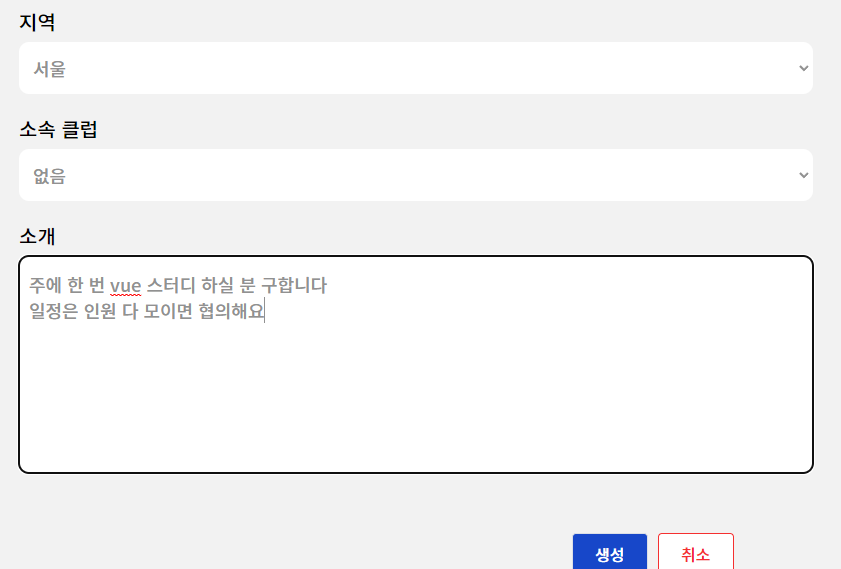 지역
서울
소속 클럽
없음
소개
주에 한 번 vue 스터디 하실 분 구합니다
일정은 인원 다 모이면 협의해요
생성
취소